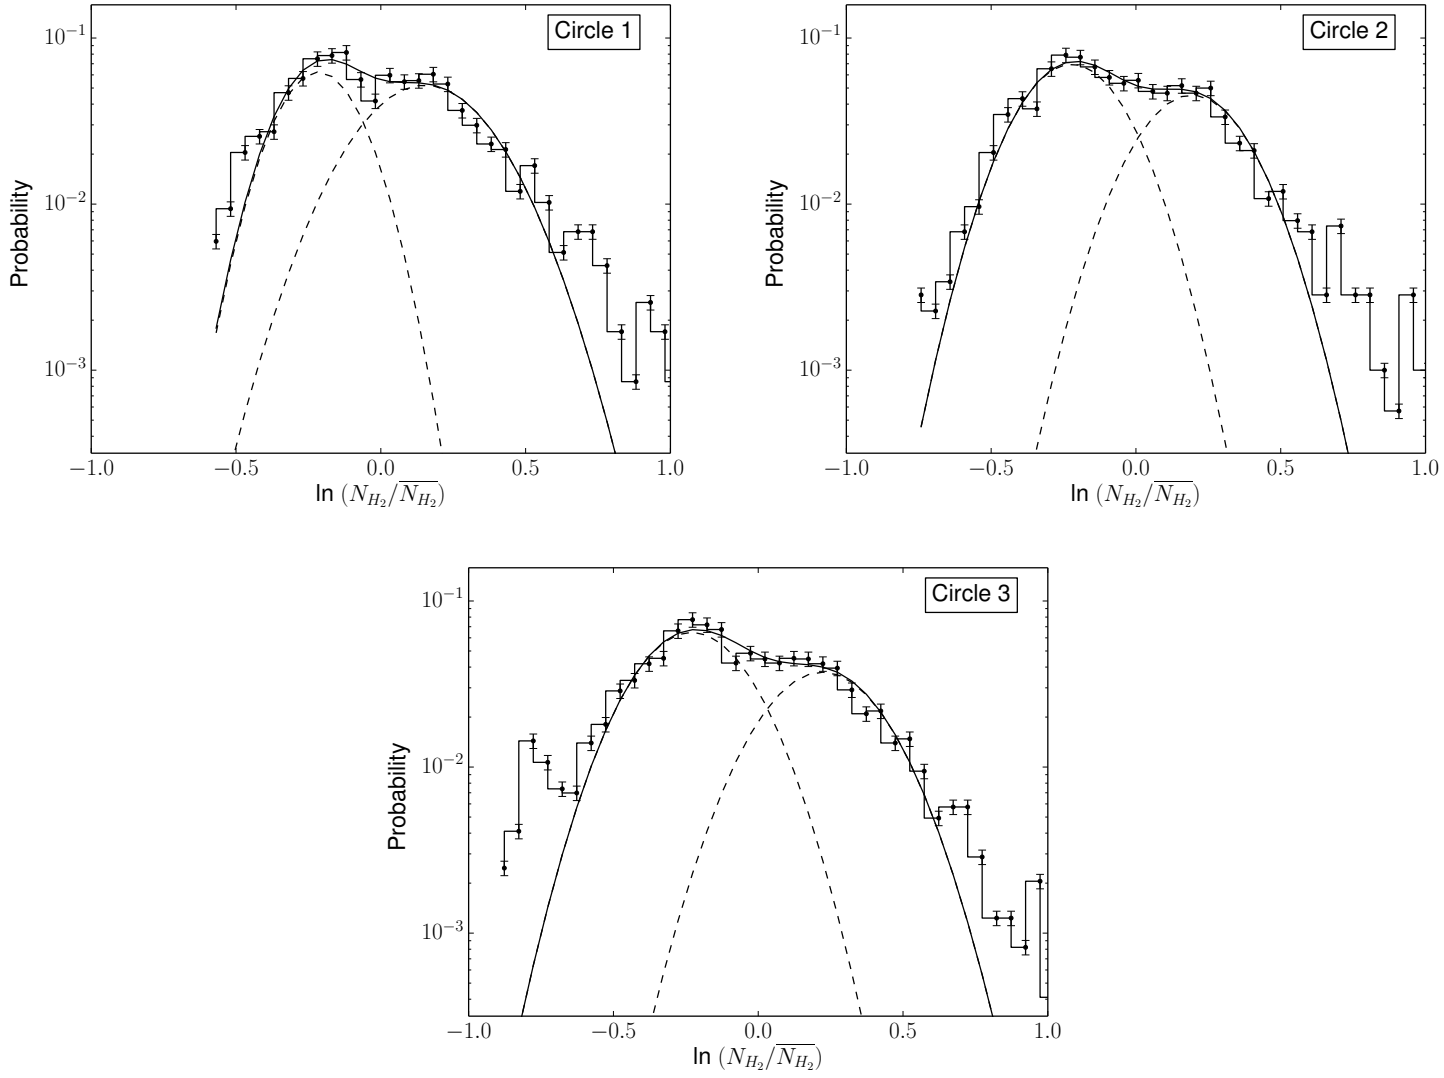 Circle 1
Probability
10⁻¹
10⁻²
10⁻³
−1.0 −0.5 0.0 0.5 1.0
ln (N_{H_2}/\overline{N_{H_2}})
Circle 2
Probability
10⁻¹
10⁻²
10⁻³
−1.0 −0.5 0.0 0.5 1.0
ln (N_{H_2}/\overline{N_{H_2}})
Circle 3
Probability
10⁻¹
10⁻²
10⁻³
−1.0 −0.5 0.0 0.5 1.0
ln (N_{H_2}/\overline{N_{H_2}})